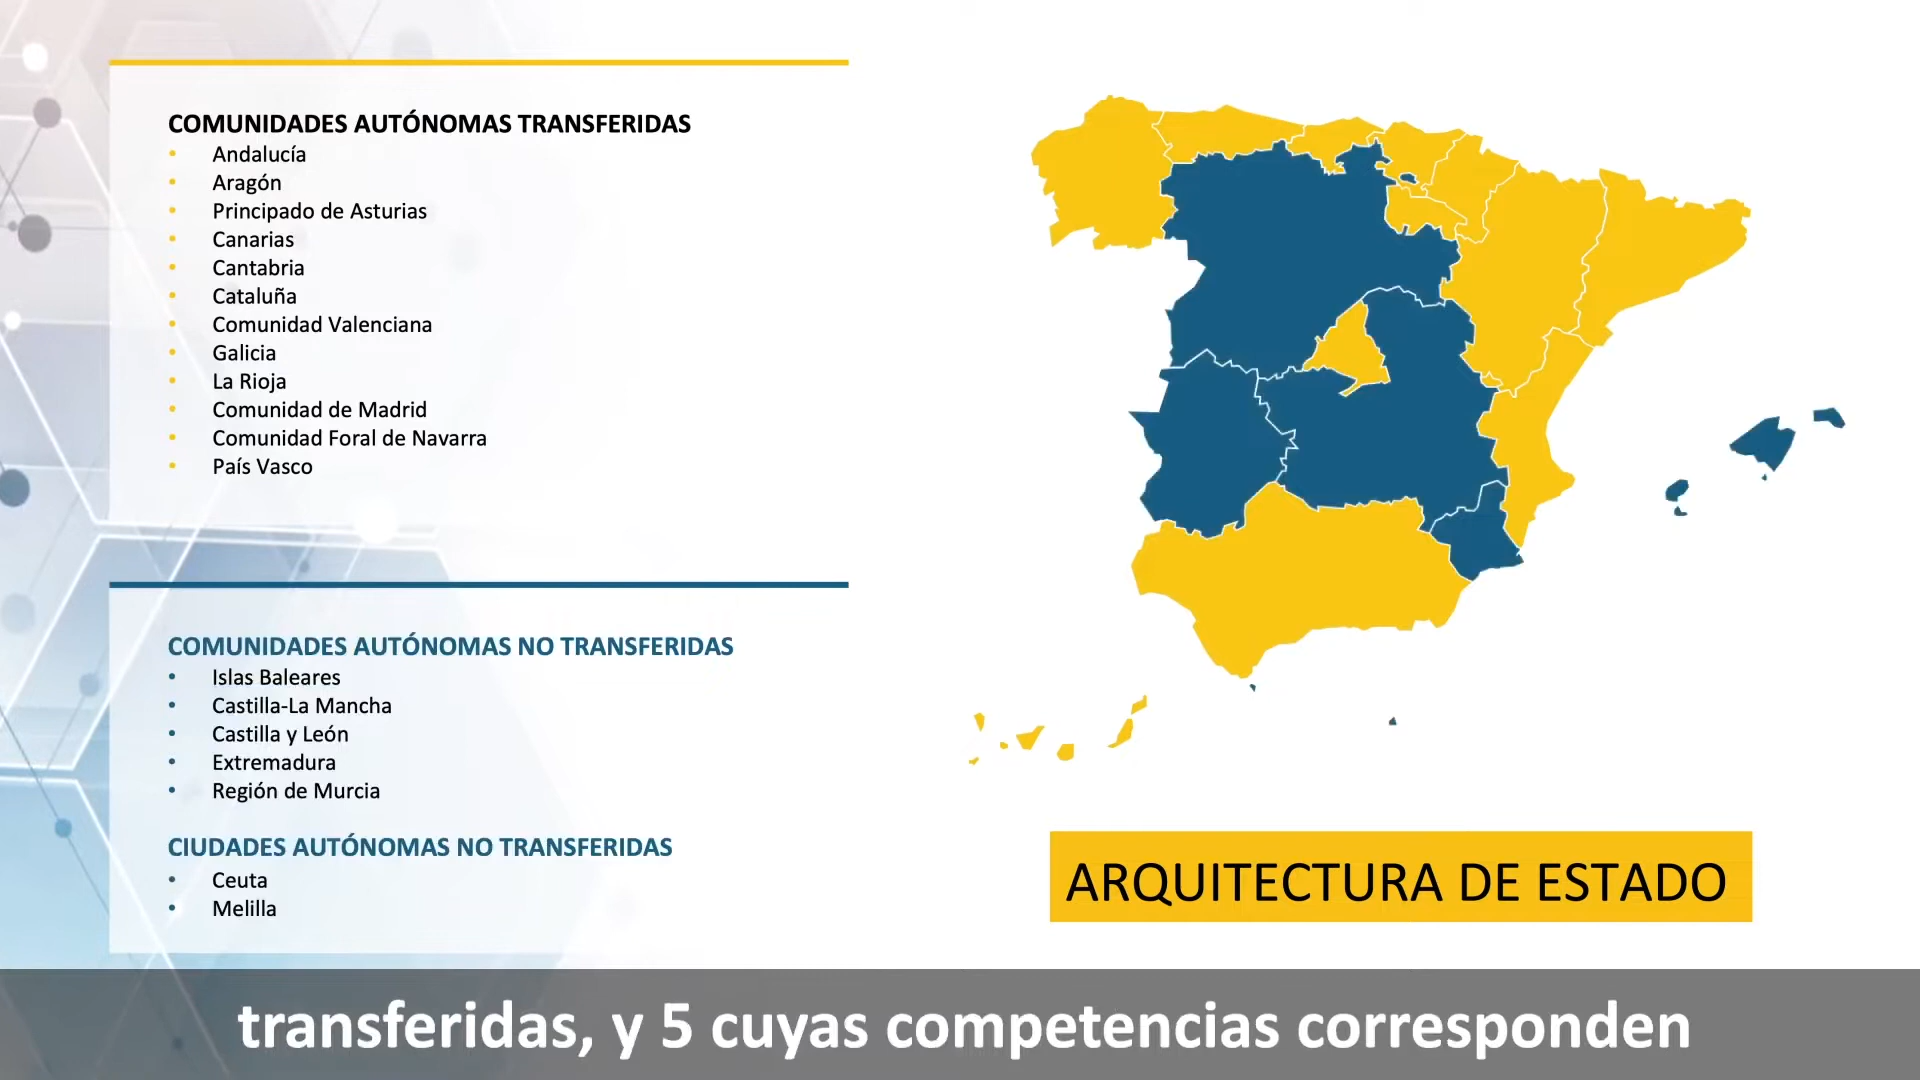 COMUNIDADES AUTÓNOMAS TRANSFERIDAS
• Andalucía
• Aragón
• Principado de Asturias
• Canarias
• Cantabria
• Cataluña
• Comunidad Valenciana
• Galicia
• La Rioja
• Comunidad de Madrid
• Comunidad Foral de Navarra
• País Vasco
COMUNIDADES AUTÓNOMAS NO TRANSFERIDAS
• Islas Baleares
• Castilla-La Mancha
• Castilla y León
• Extremadura
• Región de Murcia
CIUDADES AUTÓNOMAS NO TRANSFERIDAS
• Ceuta
• Melilla
ARQUITECTURA DE ESTADO
transferidas, y 5 cuyas competencias corresponden